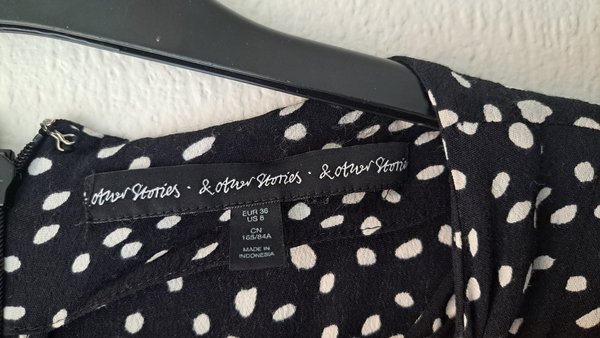 & other Stories · & other Stories · & other Stories
EUR 36
US 6
CN
165/84A
MADE IN
INDONESIA